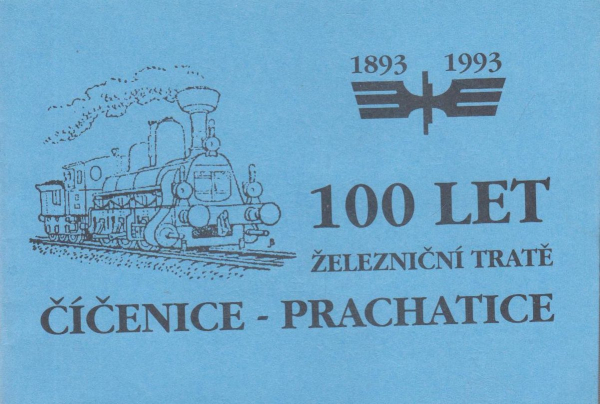 1893 1993
100 LET
ŽELEZNIČNÍ TRATĚ
ČÍČENICE - PRACHATICE